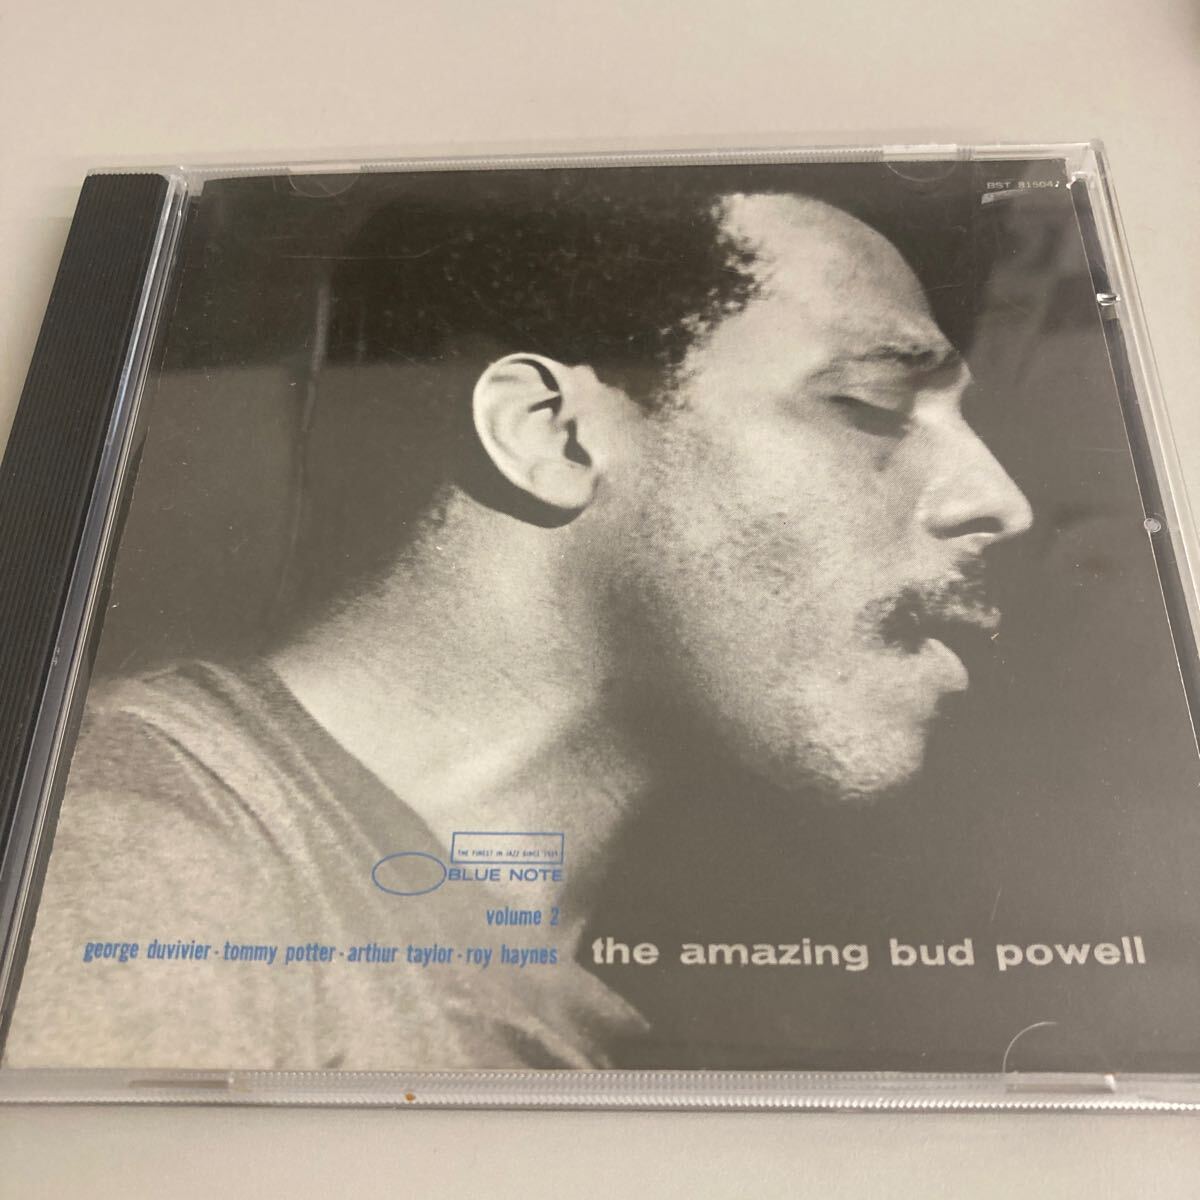 BST 81504
THE FINEST IN JAZZ SINCE 1939
BLUE NOTE
volume 2
george duvivier · tommy potter · arthur taylor · roy haynes
the amazing bud powell